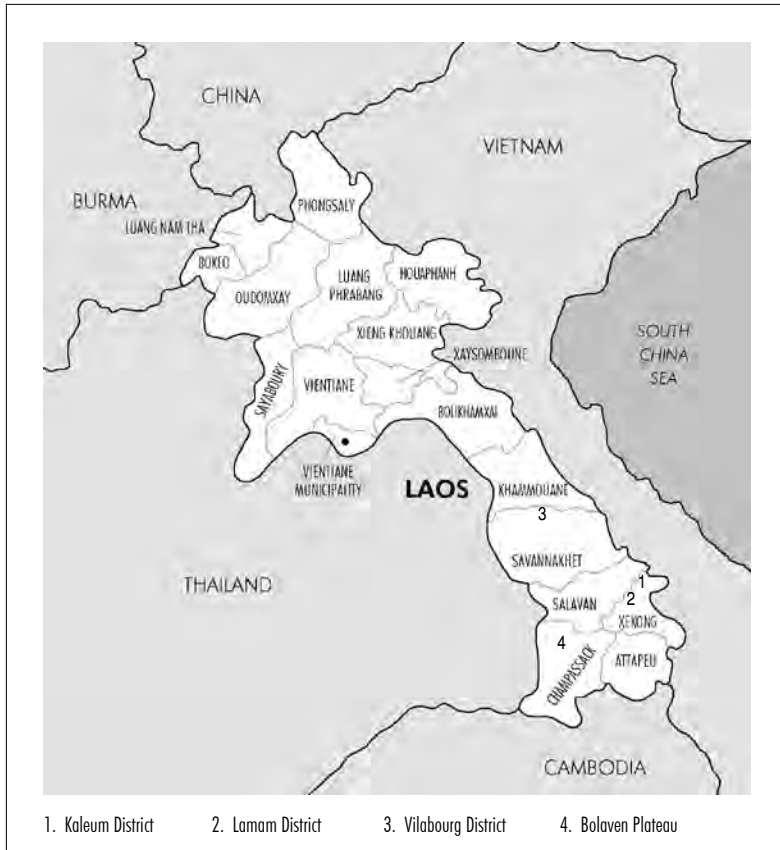 CHINA
VIETNAM
BURMA
PHONGSALY
LUANG NAM THA
BOKEO
HOUAPHANH
LUANG
PHRABANG
OUDOMXAY
XIENG KHOUANG
SOUTH
CHINA
SEA
XAYSOMBOUNE
SAYABOURY
VIENTIANE
BOLIKHAMXAI
VIENTIANE
MUNICIPALITY
LAOS
KHAMMOUANE
3
SAVANNAKHET
THAILAND
1
2
SALAVAN
XEKONG
4
CHAMPASSACK
ATTAPEU
CAMBODIA
1. Kaleum District 2. Lamam District 3. Vilabourg District 4. Bolaven Plateau